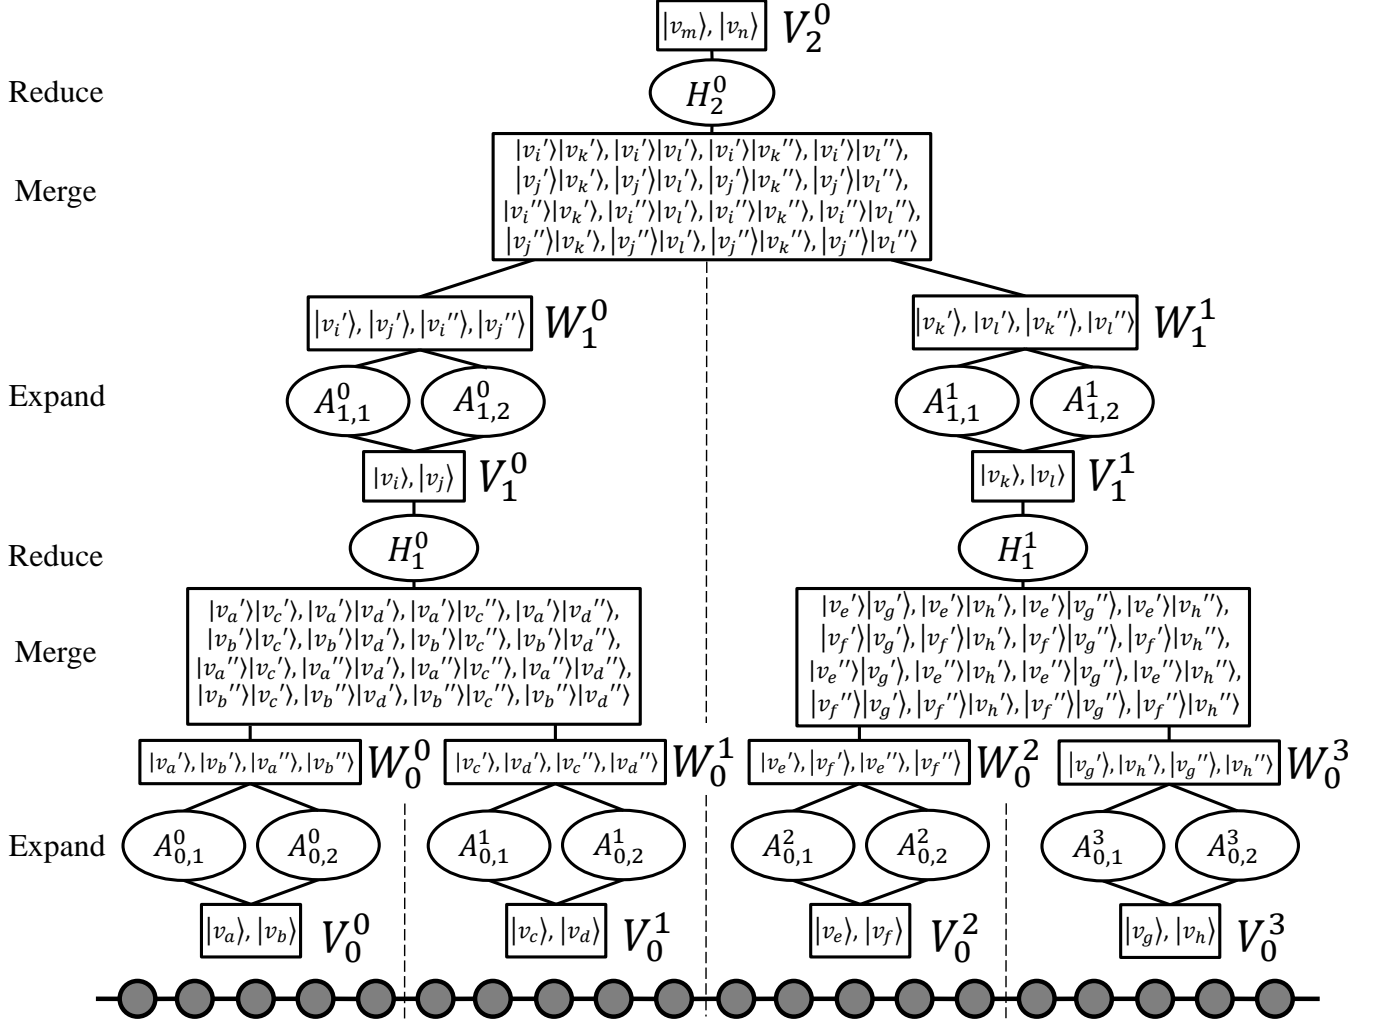 |v_m⟩, |v_n⟩ V_2^0
Reduce H_2^0
Merge
|v_i′⟩|v_k′⟩, |v_i′⟩|v_l′⟩, |v_i′⟩|v_k″⟩, |v_i′⟩|v_l″⟩,
|v_j′⟩|v_k′⟩, |v_j′⟩|v_l′⟩, |v_j′⟩|v_k″⟩, |v_j′⟩|v_l″⟩,
|v_i″⟩|v_k′⟩, |v_i″⟩|v_l′⟩, |v_i″⟩|v_k″⟩, |v_i″⟩|v_l″⟩,
|v_j″⟩|v_k′⟩, |v_j″⟩|v_l′⟩, |v_j″⟩|v_k″⟩, |v_j″⟩|v_l″⟩
|v_i′⟩, |v_j′⟩, |v_i″⟩, |v_j″⟩ W_1^0
|v_k′⟩, |v_l′⟩, |v_k″⟩, |v_l″⟩ W_1^1
Expand A_{1,1}^0 A_{1,2}^0 A_{1,1}^1 A_{1,2}^1
|v_i⟩, |v_j⟩ V_1^0
|v_k⟩, |v_l⟩ V_1^1
Reduce H_1^0 H_1^1
Merge
|v_a′⟩|v_c′⟩, |v_a′⟩|v_d′⟩, |v_a′⟩|v_c″⟩, |v_a′⟩|v_d″⟩,
|v_b′⟩|v_c′⟩, |v_b′⟩|v_d′⟩, |v_b′⟩|v_c″⟩, |v_b′⟩|v_d″⟩,
|v_a″⟩|v_c′⟩, |v_a″⟩|v_d′⟩, |v_a″⟩|v_c″⟩, |v_a″⟩|v_d″⟩,
|v_b″⟩|v_c′⟩, |v_b″⟩|v_d′⟩, |v_b″⟩|v_c″⟩, |v_b″⟩|v_d″⟩
|v_e′⟩|v_g′⟩, |v_e′⟩|v_h′⟩, |v_e′⟩|v_g″⟩, |v_e′⟩|v_h″⟩,
|v_f′⟩|v_g′⟩, |v_f′⟩|v_h′⟩, |v_f′⟩|v_g″⟩, |v_f′⟩|v_h″⟩,
|v_e″⟩|v_g′⟩, |v_e″⟩|v_h′⟩, |v_e″⟩|v_g″⟩, |v_e″⟩|v_h″⟩,
|v_f″⟩|v_g′⟩, |v_f″⟩|v_h′⟩, |v_f″⟩|v_g″⟩, |v_f″⟩|v_h″⟩
|v_a′⟩, |v_b′⟩, |v_a″⟩, |v_b″⟩ W_0^0
|v_c′⟩, |v_d′⟩, |v_c″⟩, |v_d″⟩ W_0^1
|v_e′⟩, |v_f′⟩, |v_e″⟩, |v_f″⟩ W_0^2
|v_g′⟩, |v_h′⟩, |v_g″⟩, |v_h″⟩ W_0^3
Expand A_{0,1}^0 A_{0,2}^0 A_{0,1}^1 A_{0,2}^1 A_{0,1}^2 A_{0,2}^2 A_{0,1}^3 A_{0,2}^3
|v_a⟩, |v_b⟩ V_0^0
|v_c⟩, |v_d⟩ V_0^1
|v_e⟩, |v_f⟩ V_0^2
|v_g⟩, |v_h⟩ V_0^3